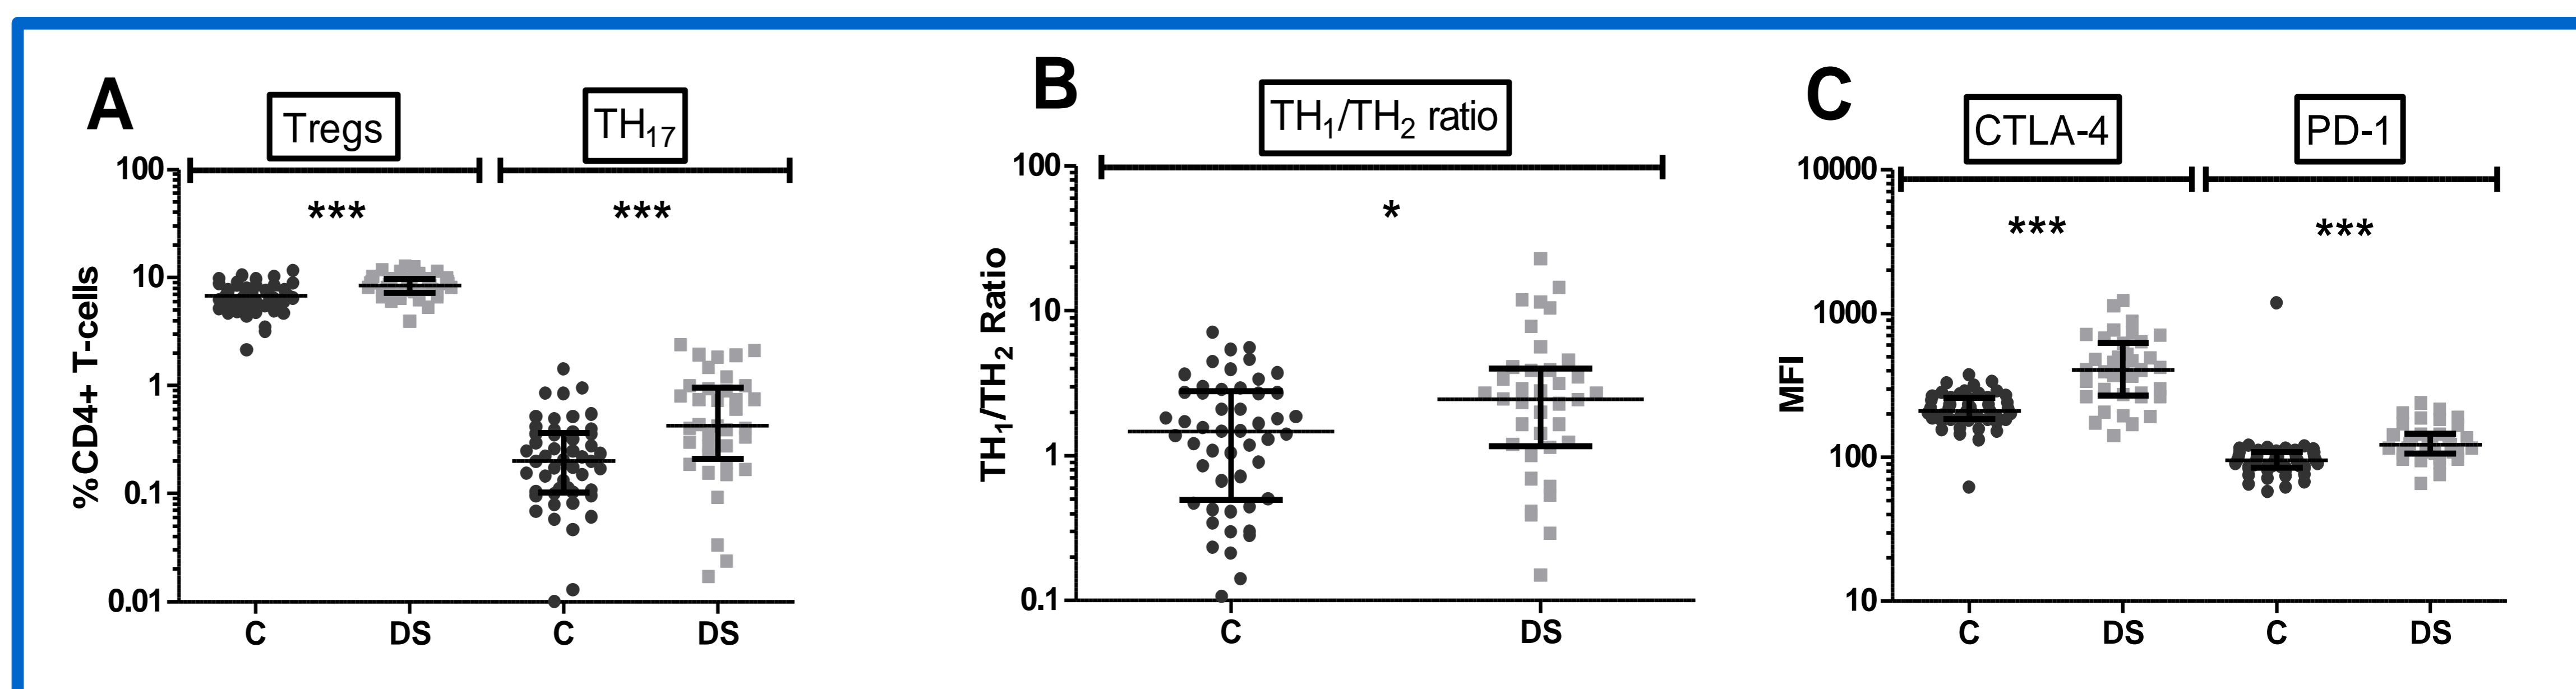 A
Tregs
TH17
100
10
1
0.1
0.01
%CD4+ T-cells
***
***
C
DS
C
DS
B
TH1/TH2 ratio
100
10
1
0.1
TH1/TH2 Ratio
*
C
DS
C
CTLA-4
PD-1
10000
1000
100
10
MFI
***
***
C
DS
C
DS